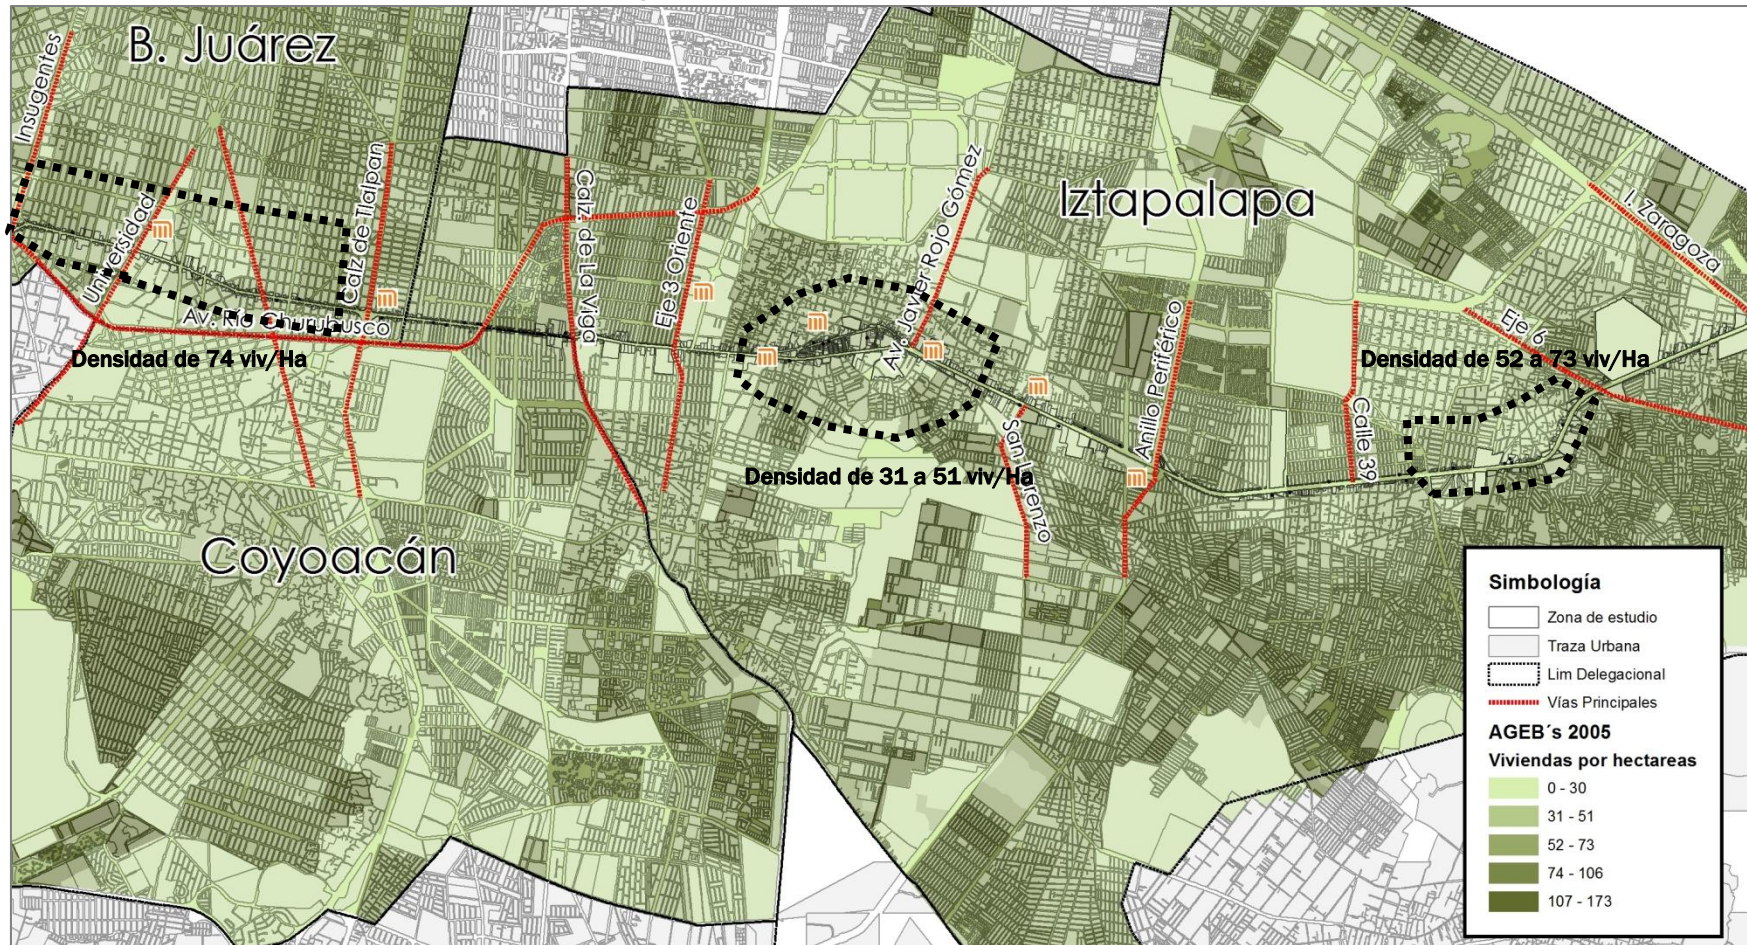 B. Juárez
Insugentes
Universidad
Calz de Tlalpan
Av. Río Churubusco
Densidad de 74 viv/Ha
Calz. de La Viga
Eje 3 Oriente
Av. Javier Rojo Gómez
Iztapalapa
I. Zaragoza
Eje 6
Densidad de 52 a 73 viv/Ha
Anillo Periférico
Calle 39
San Lorenzo
Densidad de 31 a 51 viv/Ha
Coyoacán
Simbología
Zona de estudio
Traza Urbana
Lim Delegacional
Vías Principales
AGEB´s 2005
Viviendas por hectareas
0 - 30
31 - 51
52 - 73
74 - 106
107 - 173